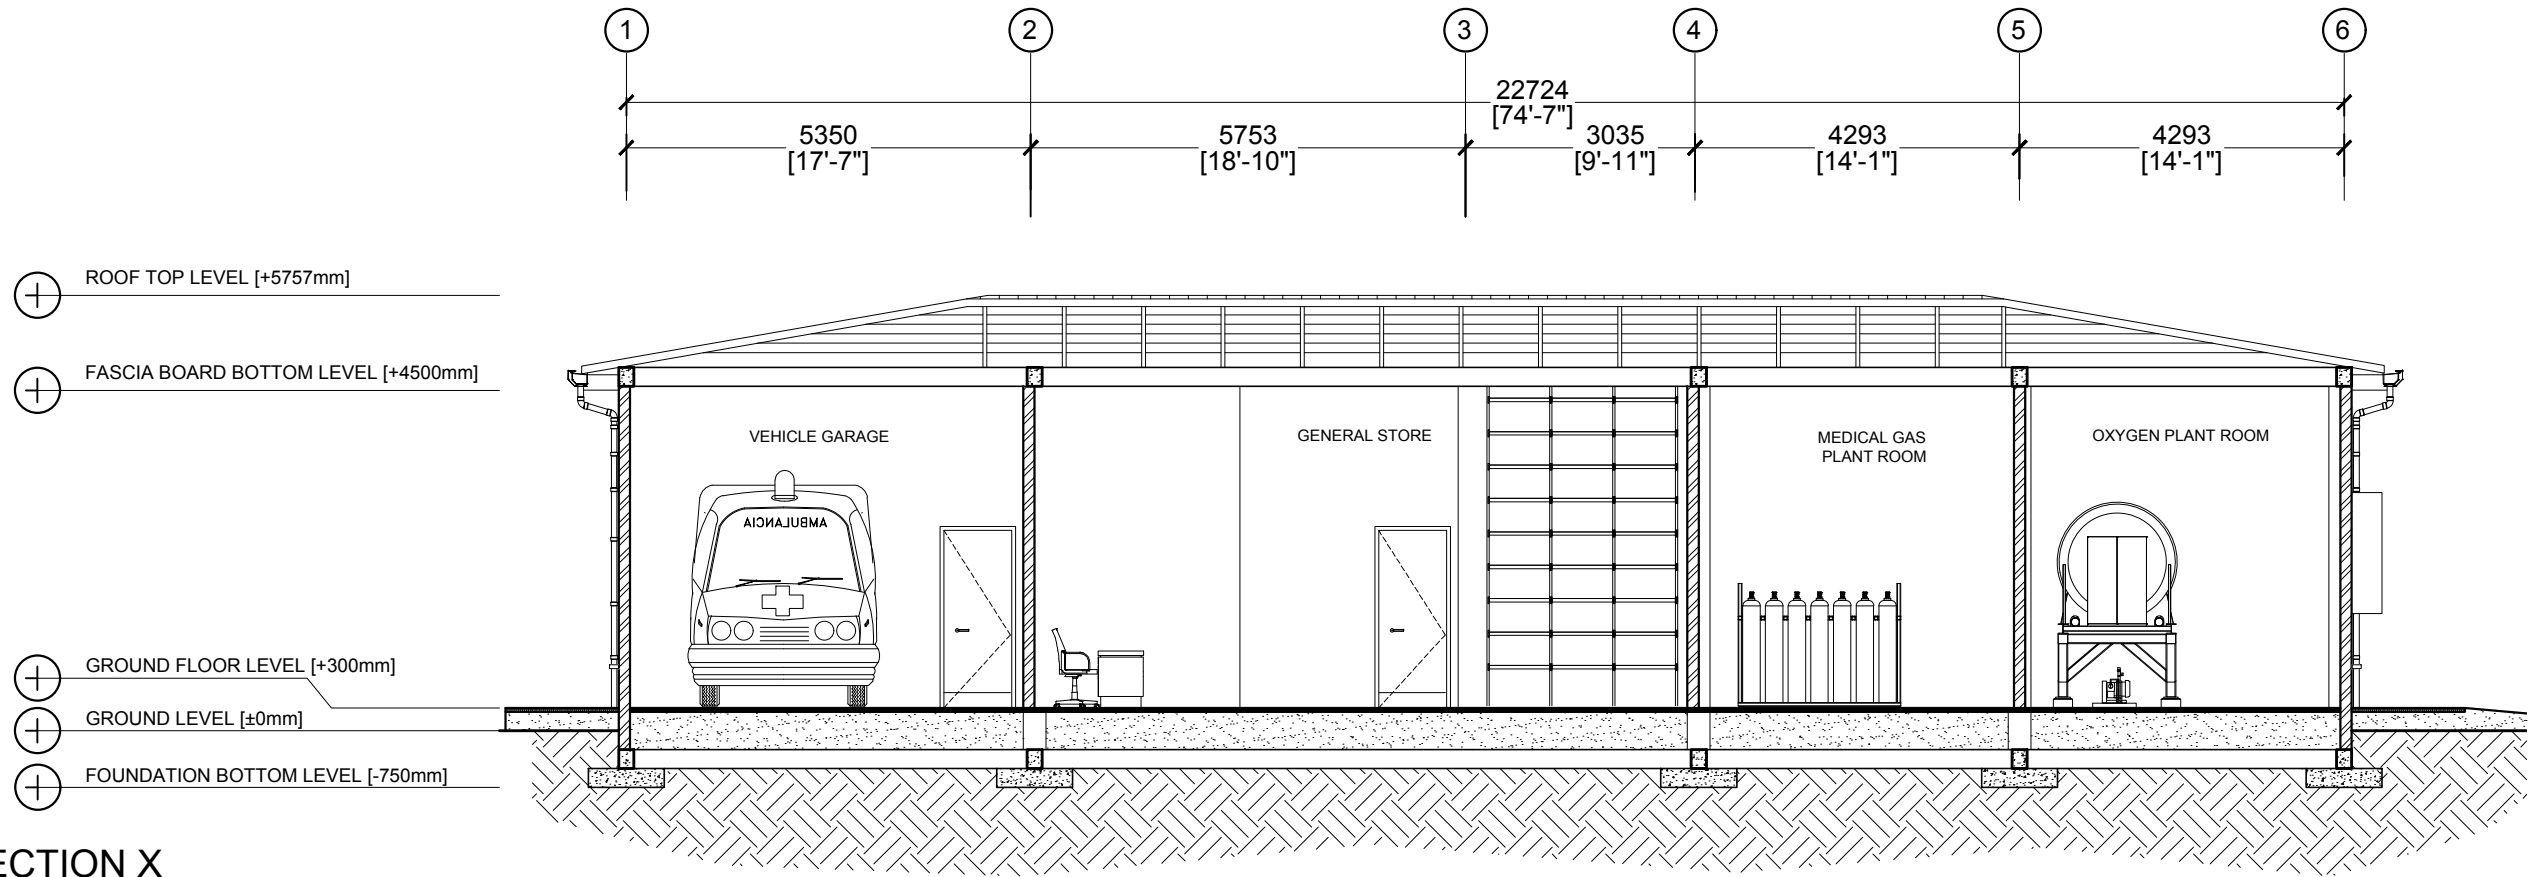 1 2 3 4 5 6
22724
[74'-7"]
5350 5753 3035 4293 4293
[17'-7"] [18'-10"] [9'-11"] [14'-1"] [14'-1"]
ROOF TOP LEVEL [+5757mm]
FASCIA BOARD BOTTOM LEVEL [+4500mm]
VEHICLE GARAGE
GENERAL STORE
MEDICAL GAS
PLANT ROOM
OXYGEN PLANT ROOM
AMBULANCIA
GROUND FLOOR LEVEL [+300mm]
GROUND LEVEL [±0mm]
FOUNDATION BOTTOM LEVEL [-750mm]
ECTION X